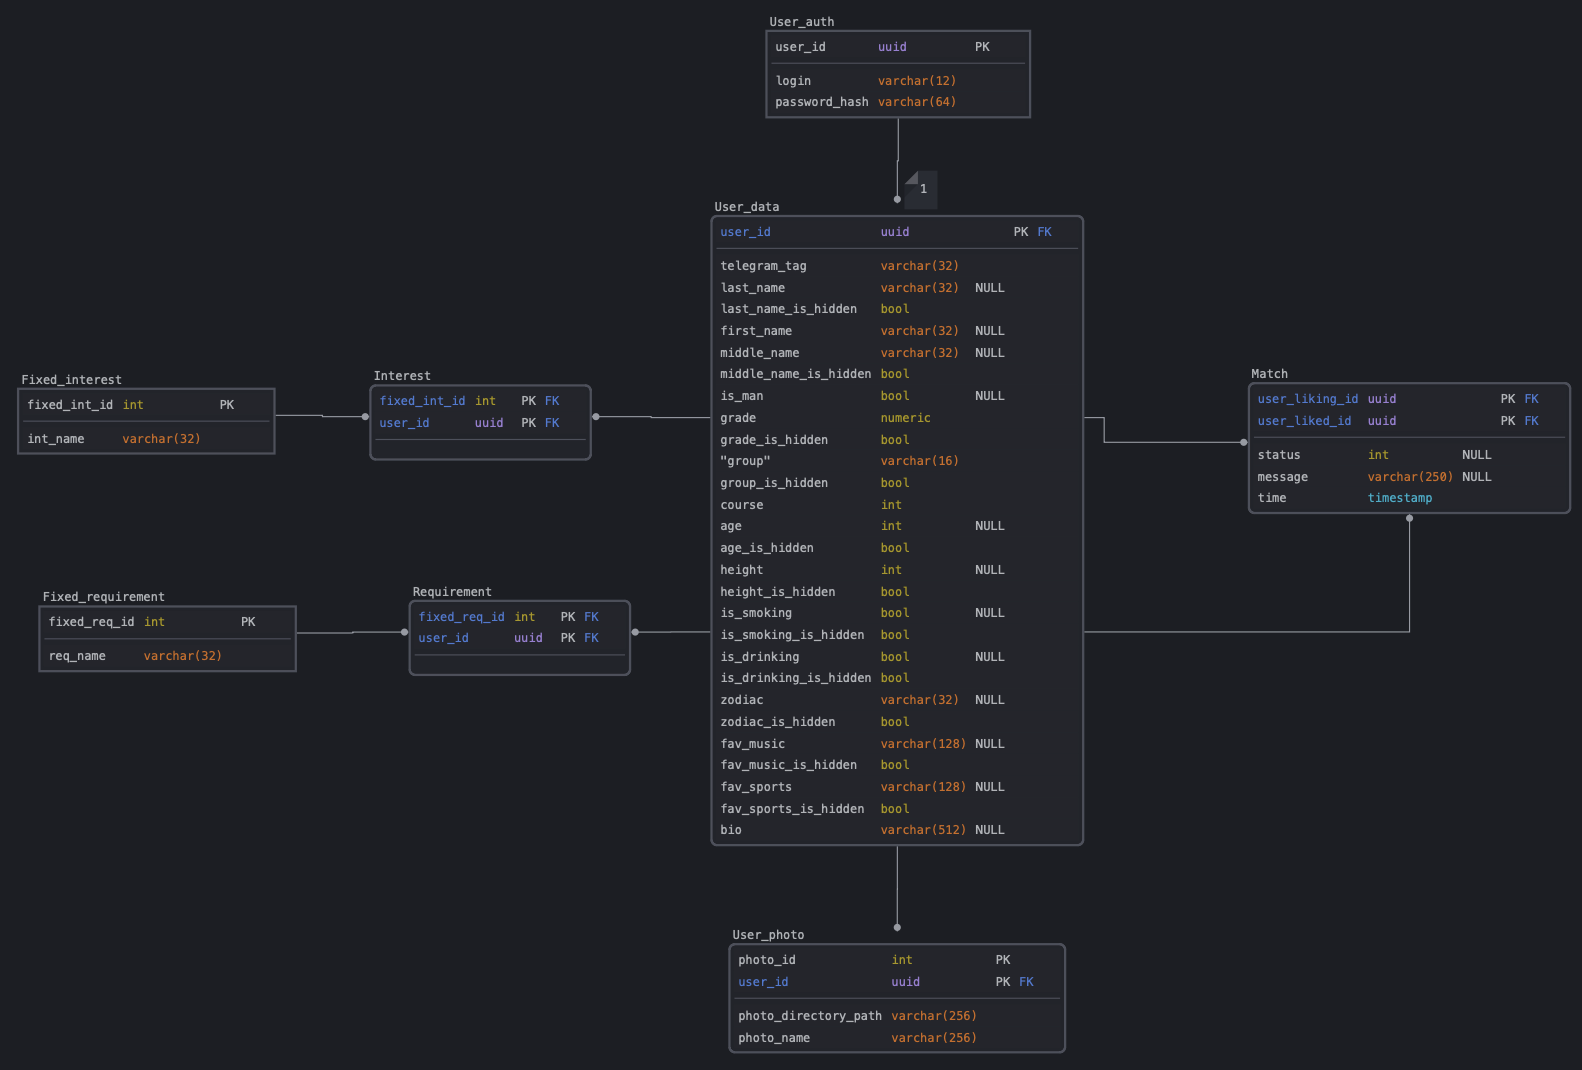 User_auth
user_id uuid PK
login varchar(12)
password_hash varchar(64)
1
User_data
user_id uuid PK FK
telegram_tag varchar(32)
last_name varchar(32) NULL
last_name_is_hidden bool
first_name varchar(32) NULL
middle_name varchar(32) NULL
middle_name_is_hidden bool
is_man bool NULL
grade numeric
grade_is_hidden bool
"group" varchar(16)
group_is_hidden bool
course int
age int NULL
age_is_hidden bool
height int NULL
height_is_hidden bool
is_smoking bool NULL
is_smoking_is_hidden bool
is_drinking bool NULL
is_drinking_is_hidden bool
zodiac varchar(32) NULL
zodiac_is_hidden bool
fav_music varchar(128) NULL
fav_music_is_hidden bool
fav_sports varchar(128) NULL
fav_sports_is_hidden bool
bio varchar(512) NULL
Fixed_interest
fixed_int_id int PK
int_name varchar(32)
Interest
fixed_int_id int PK FK
user_id uuid PK FK
Match
user_liking_id uuid PK FK
user_liked_id uuid PK FK
status int NULL
message varchar(250) NULL
time timestamp
Fixed_requirement
fixed_req_id int PK
req_name varchar(32)
Requirement
fixed_req_id int PK FK
user_id uuid PK FK
User_photo
photo_id int PK
user_id uuid PK FK
photo_directory_path varchar(256)
photo_name varchar(256)